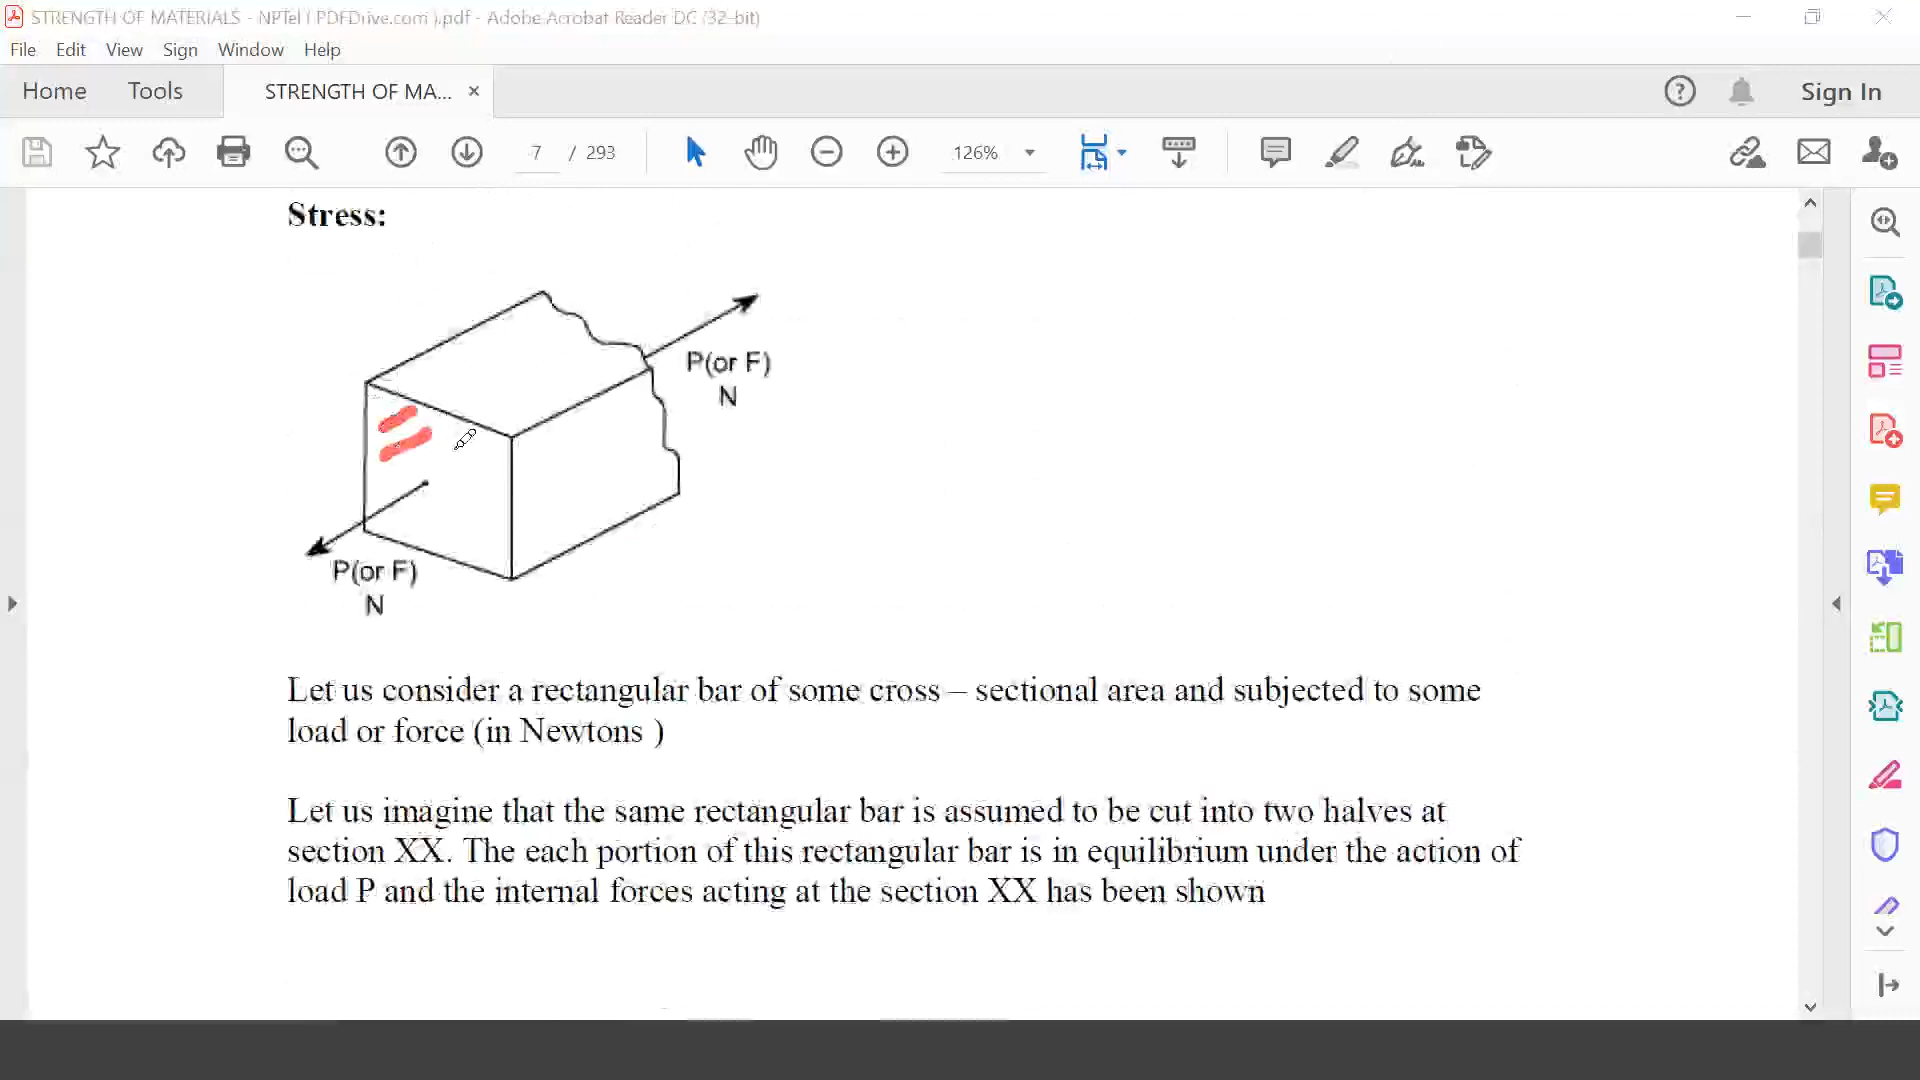 STRENGTH OF MATERIALS - NPTel ( PDFDrive.com ).pdf - Adobe Acrobat Reader DC (32-bit)
File Edit View Sign Window Help
Home Tools STRENGTH OF MA... × Sign In
7 / 293 126%
Stress:
P(or F)
N
P(or F)
N
Let us consider a rectangular bar of some cross – sectional area and subjected to some
load or force (in Newtons )
Let us imagine that the same rectangular bar is assumed to be cut into two halves at
section XX. The each portion of this rectangular bar is in equilibrium under the action of
load P and the internal forces acting at the section XX has been shown